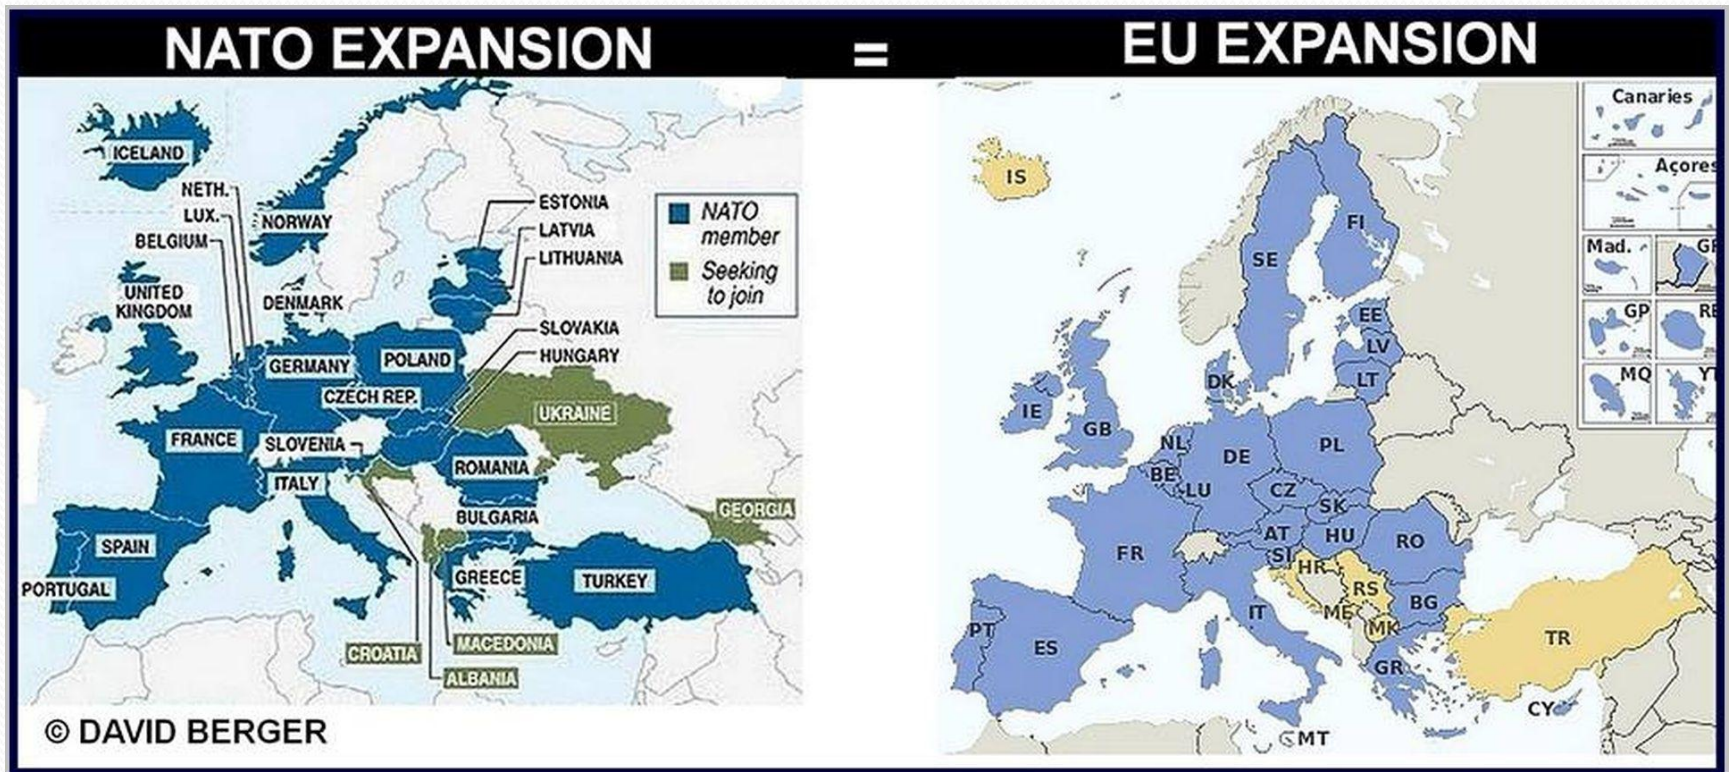 NATO EXPANSION
=
EU EXPANSION
ICELAND
NETH.
LUX.
BELGIUM
NORWAY
UNITED
KINGDOM
DENMARK
ESTONIA
LATVIA
LITHUANIA
SLOVAKIA
HUNGARY
GERMANY
POLAND
CZECH REP.
UKRAINE
FRANCE
SLOVENIA
ROMANIA
ITALY
BULGARIA
GEORGIA
SPAIN
PORTUGAL
GREECE
TURKEY
CROATIA
MACEDONIA
ALBANIA
NATO
member
Seeking
to join
© DAVID BERGER
Canaries
Açores
Mad.
GF
GP
RE
MQ
YT
IS
FI
SE
EE
LV
LT
DK
IE
GB
NL
BE
LU
DE
PL
CZ
SK
AT
HU
SI
RO
FR
HR
RS
ME
BG
MK
IT
PT
ES
GR
TR
CY
MT